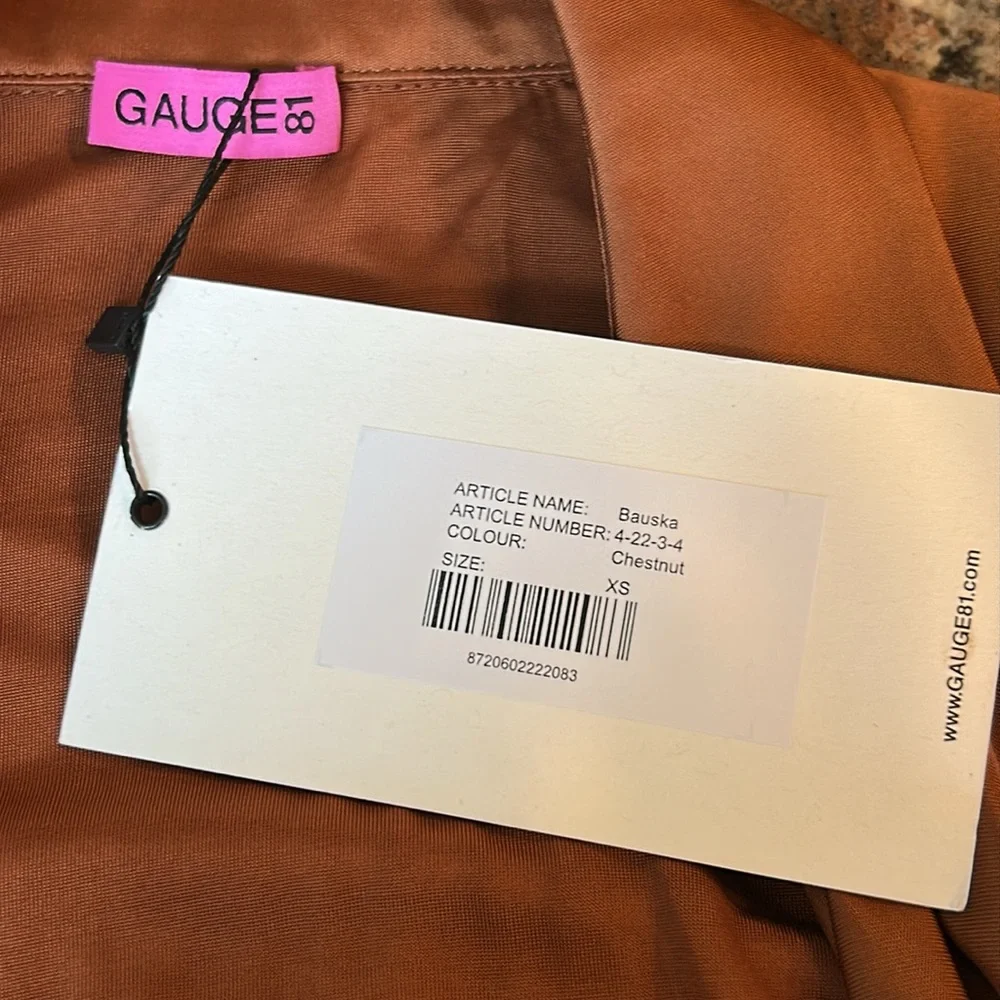 GAUGE81
ARTICLE NAME: Bauska
ARTICLE NUMBER: 4-22-3-4
COLOUR: Chestnut
SIZE: XS
8720602222083
www.GAUGE81.com